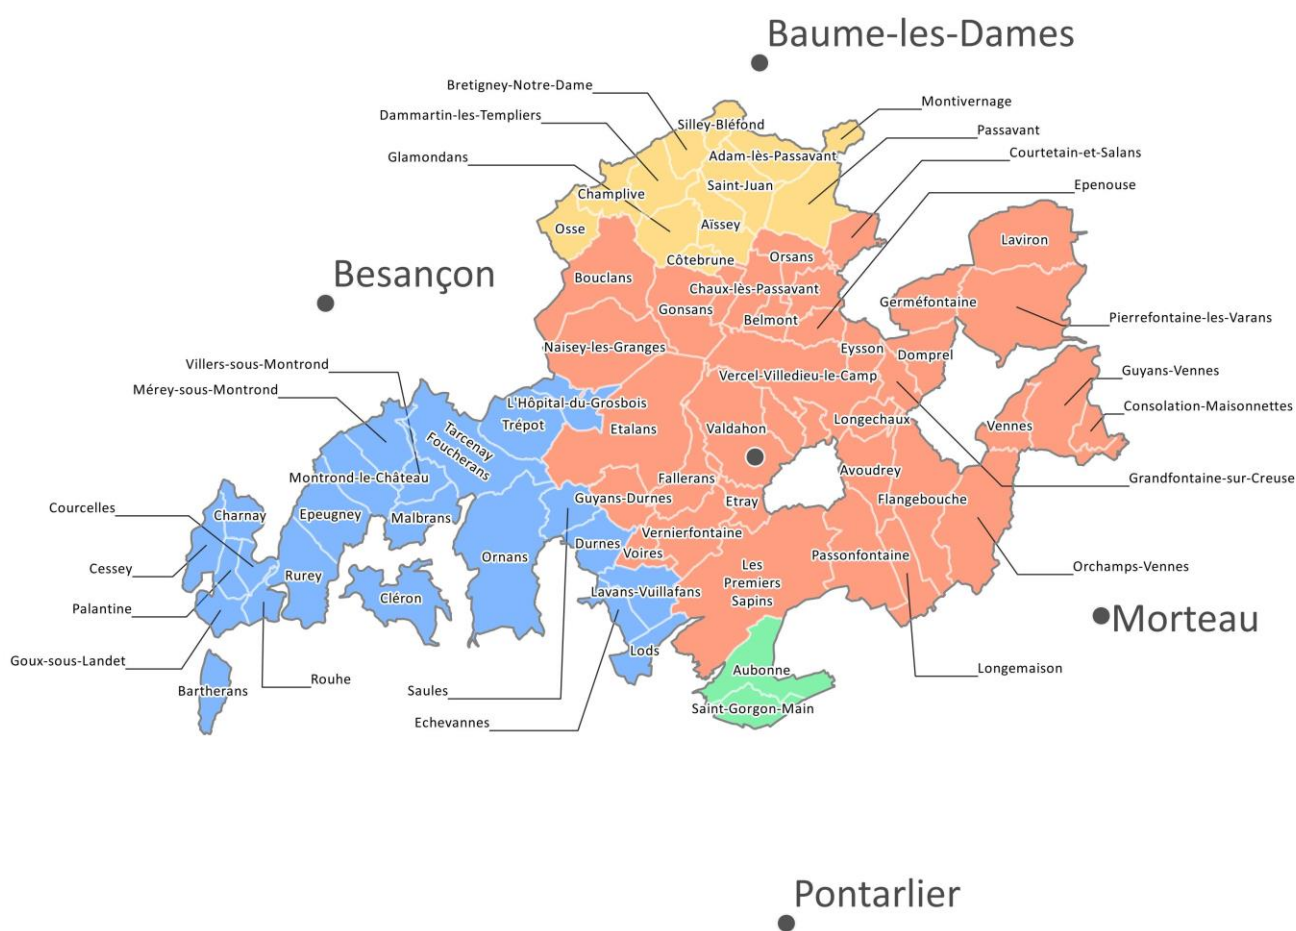 Baume-les-Dames
Bretigney-Notre-Dame
Montivernage
Dammartin-les-Templiers
Silley-Bléfond
Passavant
Glamondans
Adam-lès-Passavant
Courtetain-et-Salans
Champlive
Saint-Juan
Epenouse
Osse
Aïssey
Laviron
Côtebrune
Orsans
Besançon
Bouclans
Chaux-lès-Passavant
Germéfontaine
Gonsans
Belmont
Pierrefontaine-les-Varans
Naisey-les-Granges
Eysson
Domprel
Villers-sous-Montrond
Vercel-Villedieu-le-Camp
Guyans-Vennes
Mérey-sous-Montrond
L'Hôpital-du-Grosbois
Consolation-Maisonnettes
Trépot
Etalans
Valdahon
Longechaux
Vennes
Tarcenay
Foucherans
Montrond-le-Château
Fallerans
Avoudrey
Grandfontaine-sur-Creuse
Courcelles
Charnay
Epeugney
Malbrans
Guyans-Durnes
Etray
Flangebouche
Cessey
Ornans
Durnes
Vernierfontaine
Voires
Passonfontaine
Orchamps-Vennes
Palantine
Rurey
Cléron
Lavans-Vuillafans
Les
Premiers
Sapins
Morteau
Goux-sous-Landet
Lods
Aubonne
Longemaison
Bartherans
Rouhe
Saules
Saint-Gorgon-Main
Echevannes
Pontarlier